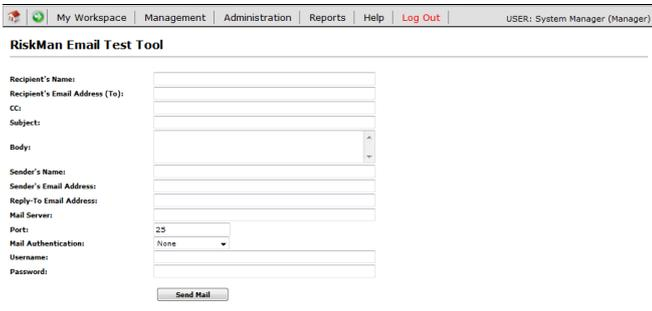 My Workspace | Management | Administration | Reports | Help | Log Out | USER: System Manager (Manager)
RiskMan Email Test Tool
Recipient's Name:
Recipient's Email Address (To):
CC:
Subject:
Body:
Sender's Name:
Sender's Email Address:
Reply-To Email Address:
Mail Server:
Port: 25
Mail Authentication: None
Username:
Password:
Send Mail